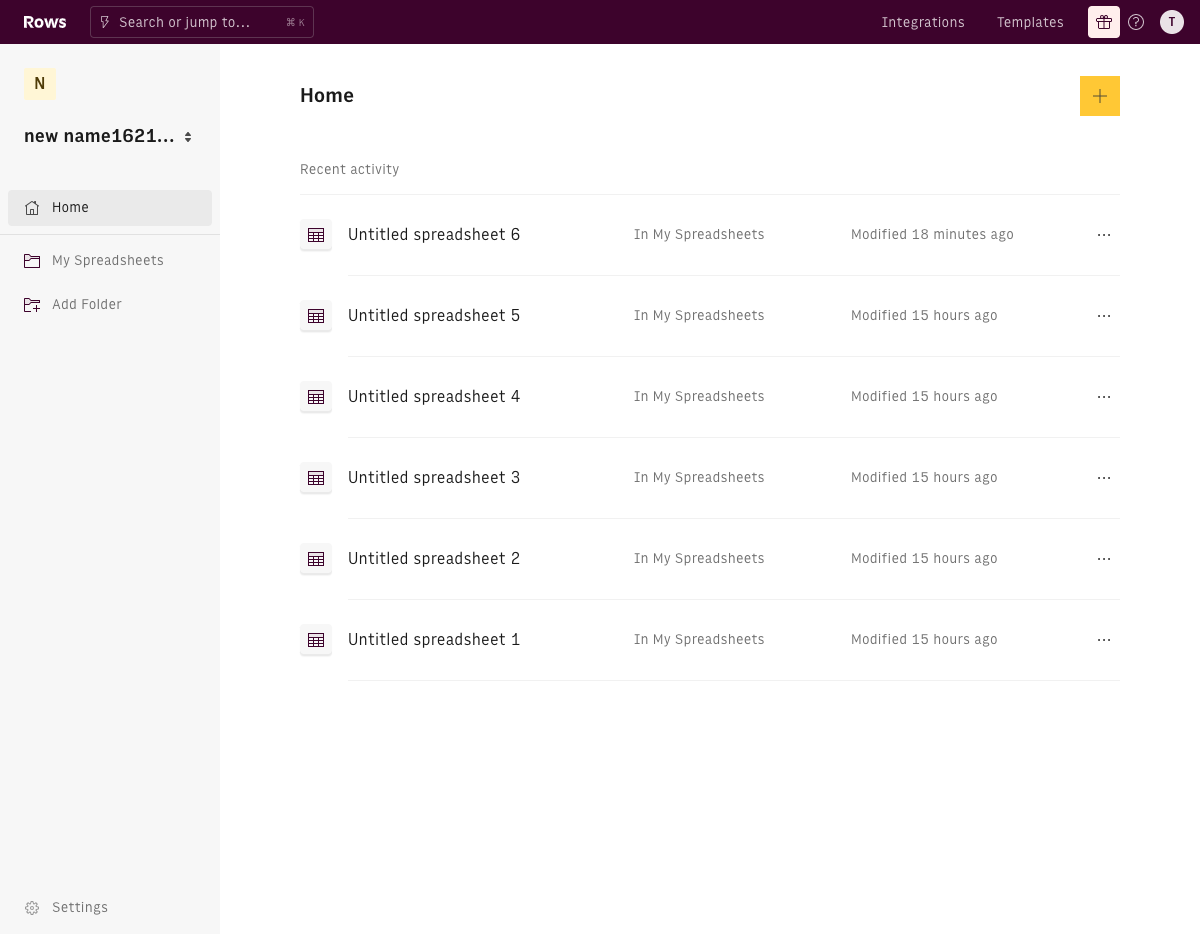 Rows
Search or jump to... ⌘ K
Integrations
Templates
T
N
new name1621...
Home
My Spreadsheets
Add Folder
Settings
Home
Recent activity
Untitled spreadsheet 6 In My Spreadsheets Modified 18 minutes ago
Untitled spreadsheet 5 In My Spreadsheets Modified 15 hours ago
Untitled spreadsheet 4 In My Spreadsheets Modified 15 hours ago
Untitled spreadsheet 3 In My Spreadsheets Modified 15 hours ago
Untitled spreadsheet 2 In My Spreadsheets Modified 15 hours ago
Untitled spreadsheet 1 In My Spreadsheets Modified 15 hours ago